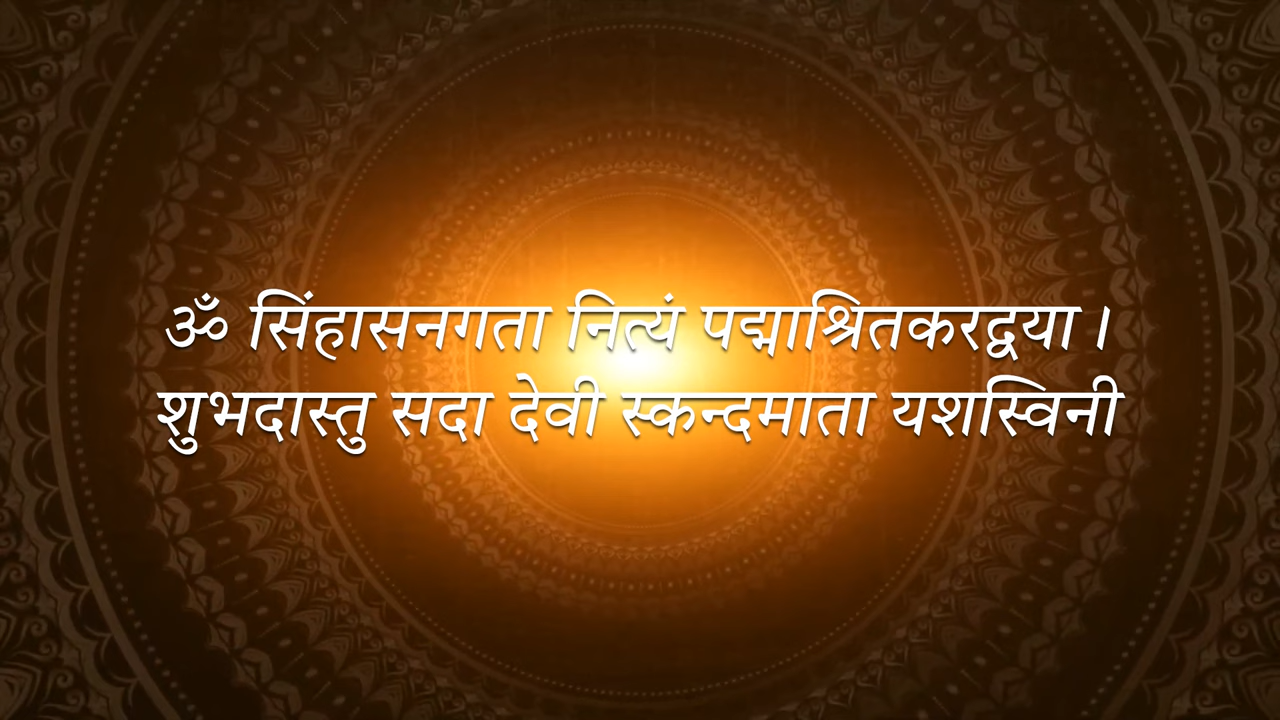 ॐ सिंहासनगता नित्यं पद्माश्रितकरद्वया ।
शुभदास्तु सदा देवी स्कन्दमाता यशस्विनी